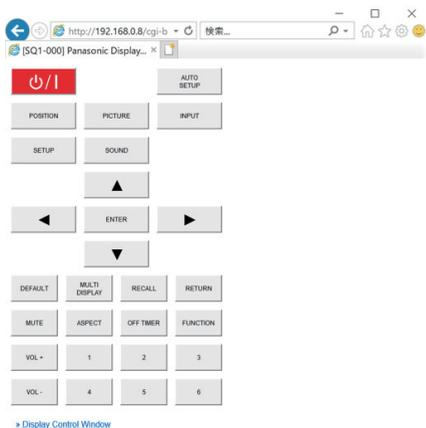 http://192.168.0.8/cgi-b
検索...
[SQ1-000] Panasonic Display...
AUTO
SETUP
POSITION
PICTURE
INPUT
SETUP
SOUND
ENTER
DEFAULT
MULTI
DISPLAY
RECALL
RETURN
MUTE
ASPECT
OFF TIMER
FUNCTION
VOL +
1
2
3
VOL -
4
5
6
» Display Control Window